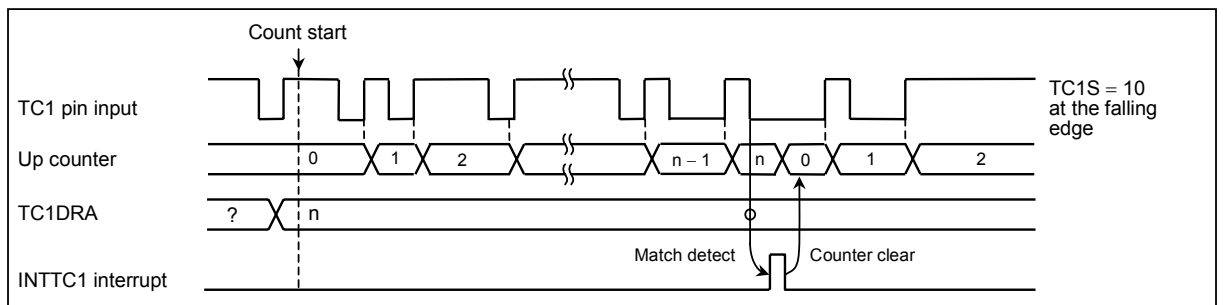 Count start
TC1 pin input
TC1S = 10
at the falling
edge
Up counter 0 1 2 n – 1 n 0 1 2
TC1DRA ? n
Match detect Counter clear
INTTC1 interrupt